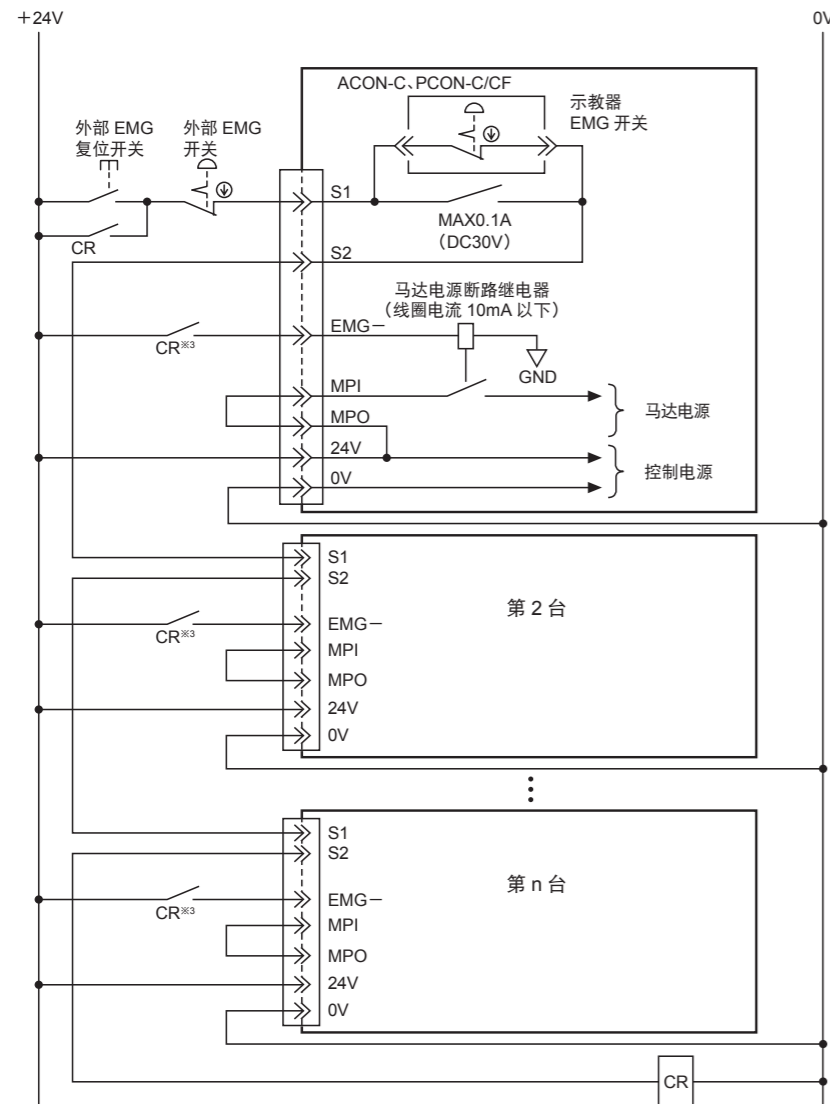 +24V
0V
ACON-C、PCON-C/CF
示教器
EMG 开关
外部 EMG
复位开关
外部 EMG
开关
S1
MAX0.1A
（DC30V）
CR
S2
马达电源断路继电器
（线圈电流 10mA 以下）
EMG－
CR※3
GND
MPI
马达电源
MPO
24V
控制电源
0V
S1
S2
第 2 台
EMG－
CR※3
MPI
MPO
24V
0V
S1
S2
第 n 台
EMG－
CR※3
MPI
MPO
24V
0V
CR